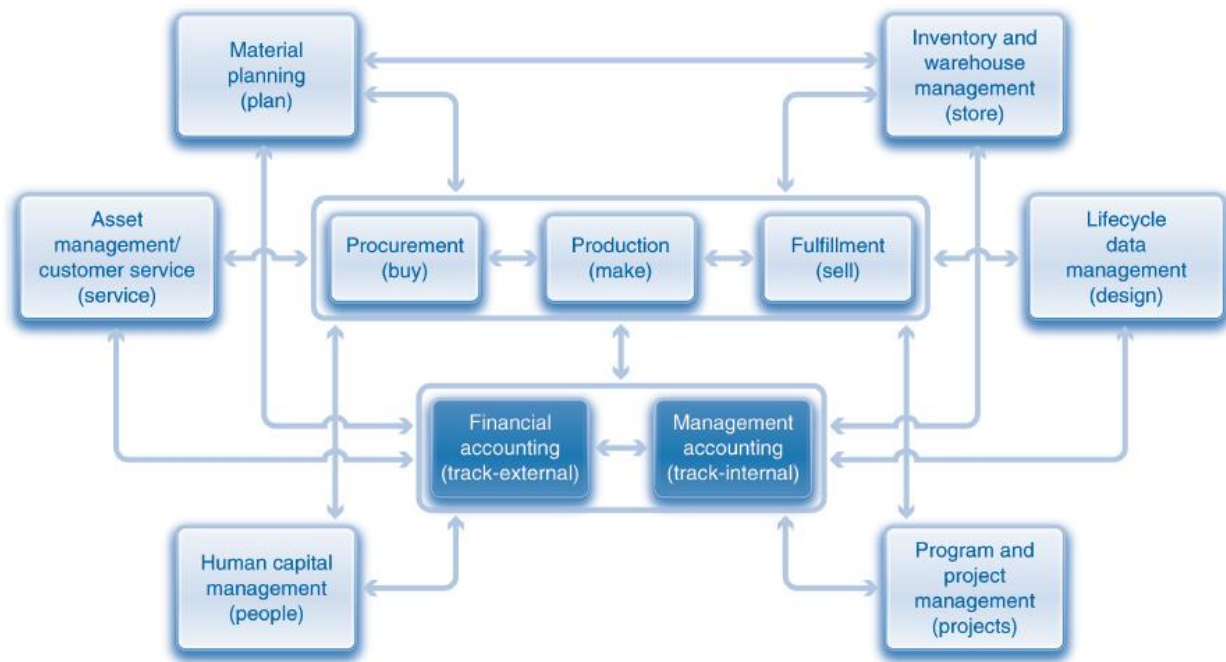 Material
planning
(plan)
Inventory and
warehouse
management
(store)
Asset
management/
customer service
(service)
Procurement
(buy)
Production
(make)
Fulfillment
(sell)
Lifecycle
data
management
(design)
Financial
accounting
(track-external)
Management
accounting
(track-internal)
Human capital
management
(people)
Program and
project
management
(projects)